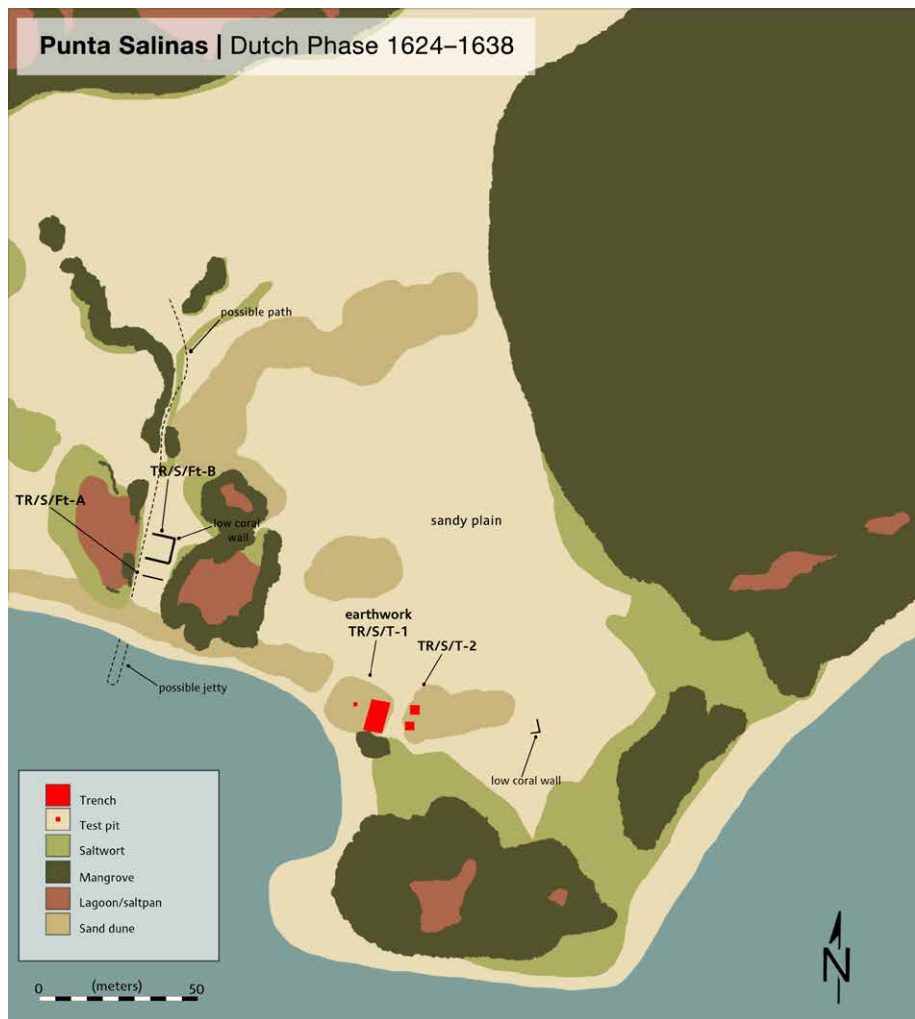 Punta Salinas | Dutch Phase 1624–1638
possible path
TR/S/Ft-B
TR/S/Ft-A
low coral
wall
sandy plain
earthwork
TR/S/T-1
TR/S/T-2
possible jetty
low coral wall
Trench
Test pit
Saltwort
Mangrove
Lagoon/saltpan
Sand dune
0 (meters) 50
N